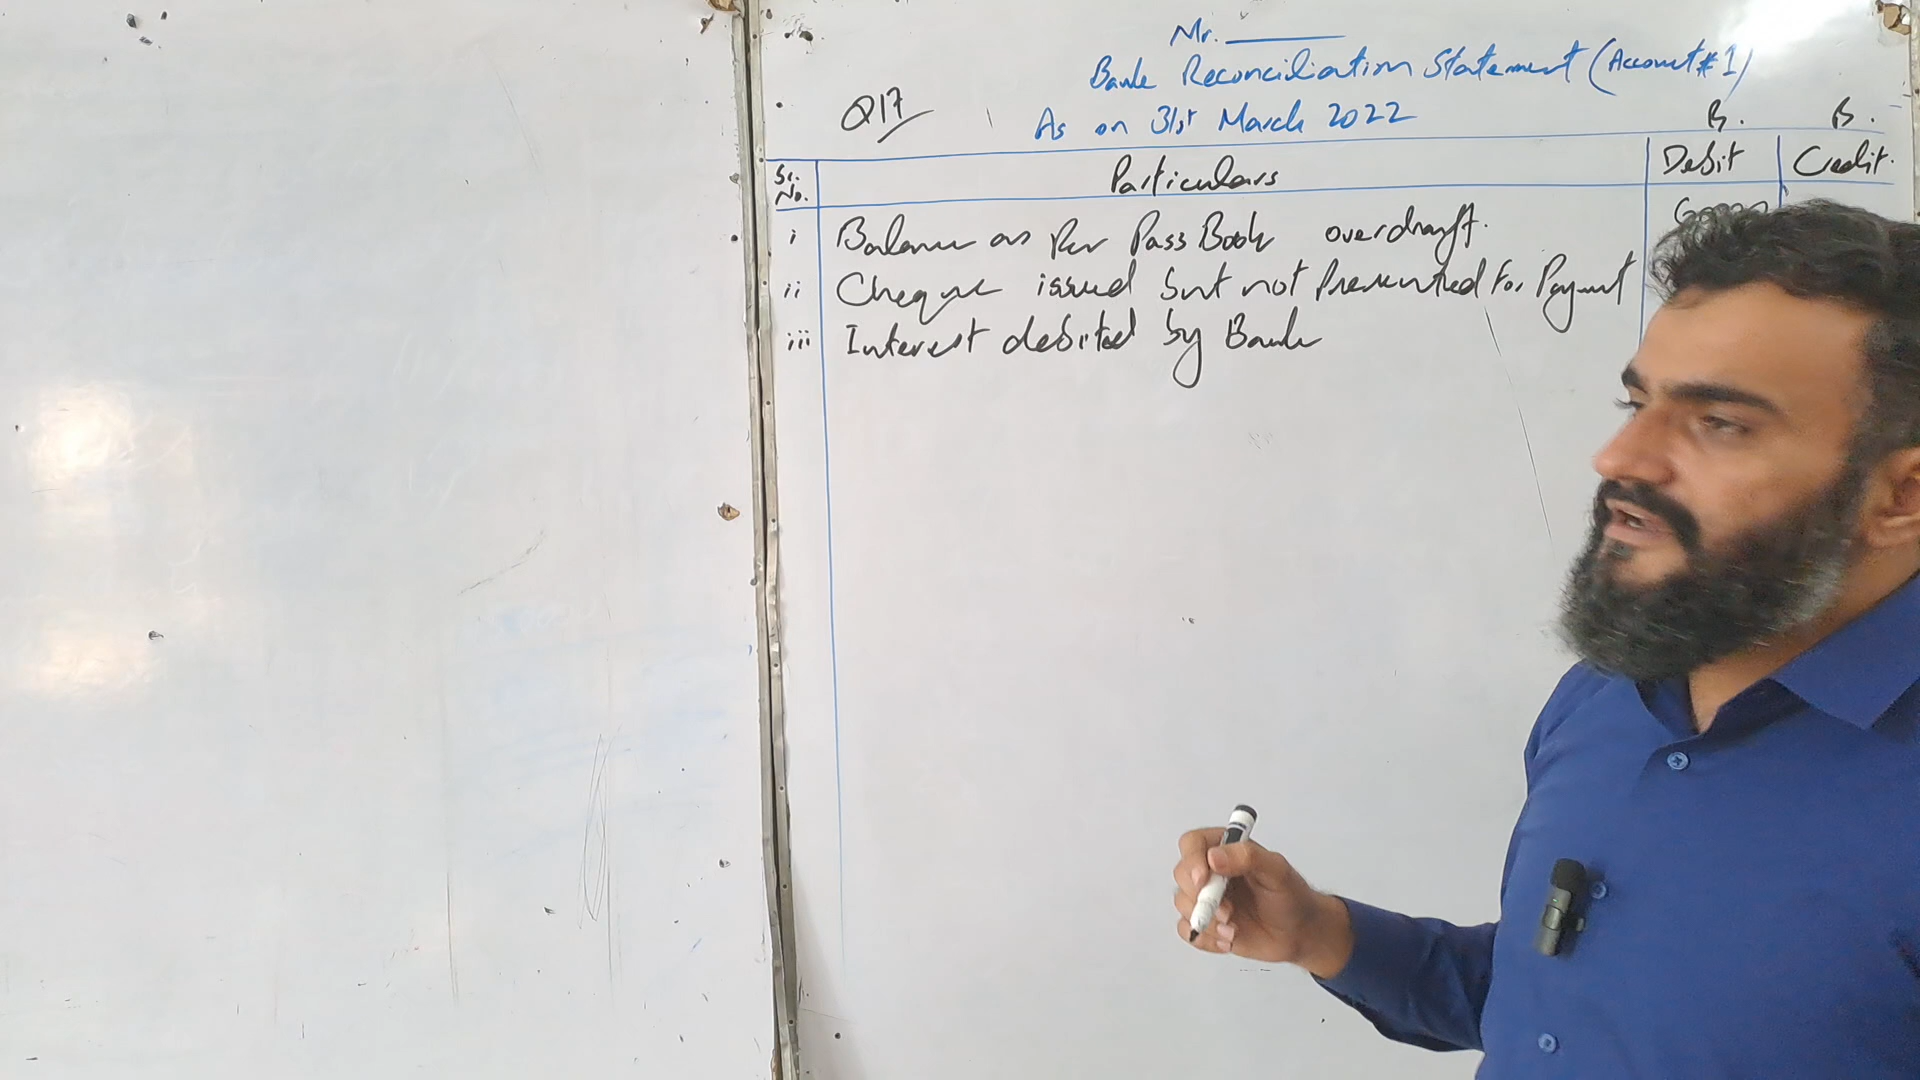 Mr. ______
Bank Reconciliation Statement (Account # 1)
Q17
As on 31st March 2022
Rs. Rs.
Sr. No. Particulars Debit Credit
i Balance as Per Pass Book overdraft.
ii Cheque issued but not Presented For Payment
iii Interest debited by Bank